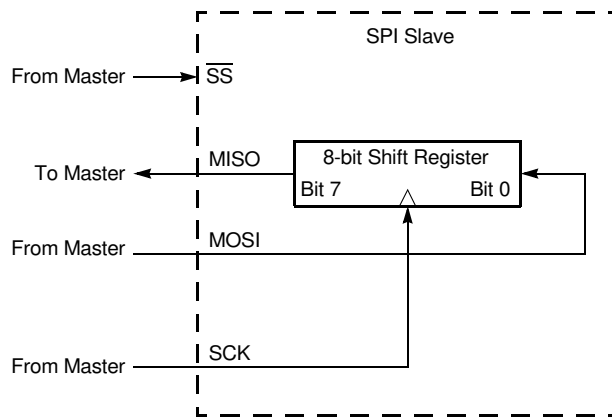 SPI Slave
From Master
S̅S̅
To Master
MISO
8-bit Shift Register
Bit 7
Bit 0
From Master
MOSI
From Master
SCK